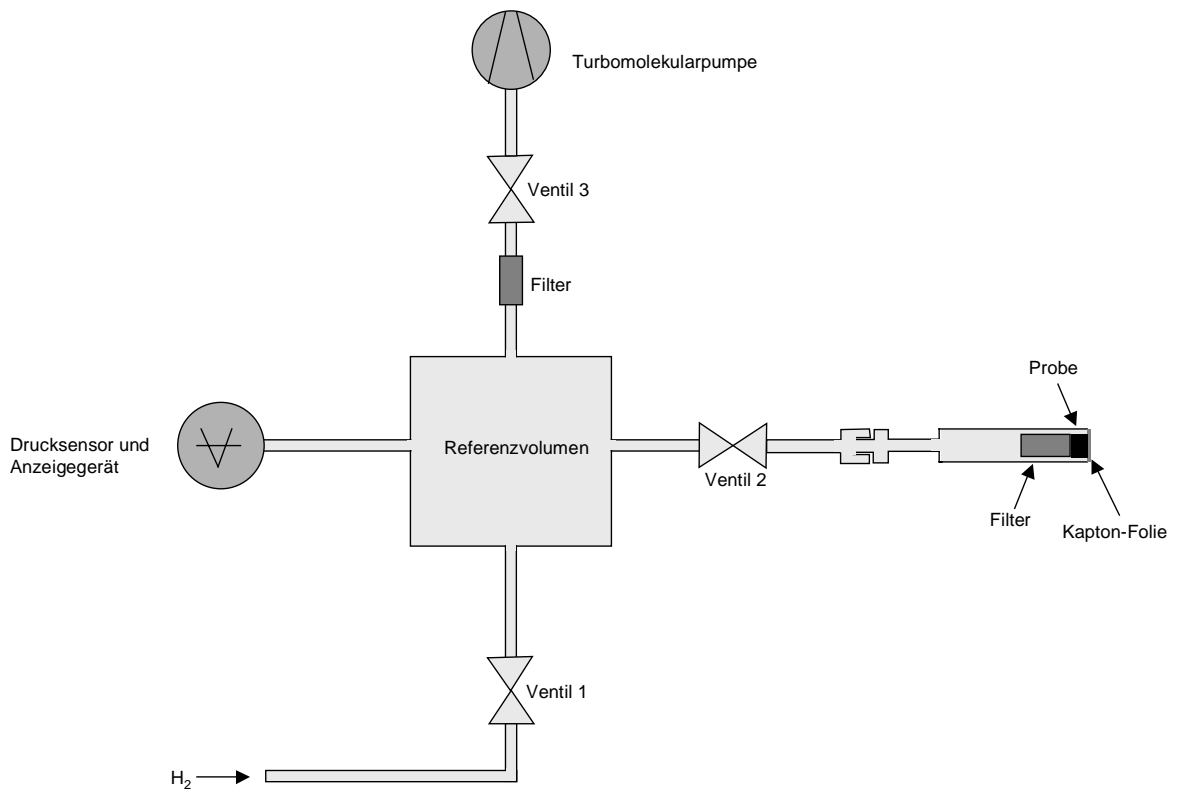 Turbomolekularpumpe
Ventil 3
Filter
Probe
Drucksensor und
Anzeigegerät
Referenzvolumen
Ventil 2
Filter
Kapton-Folie
Ventil 1
H₂